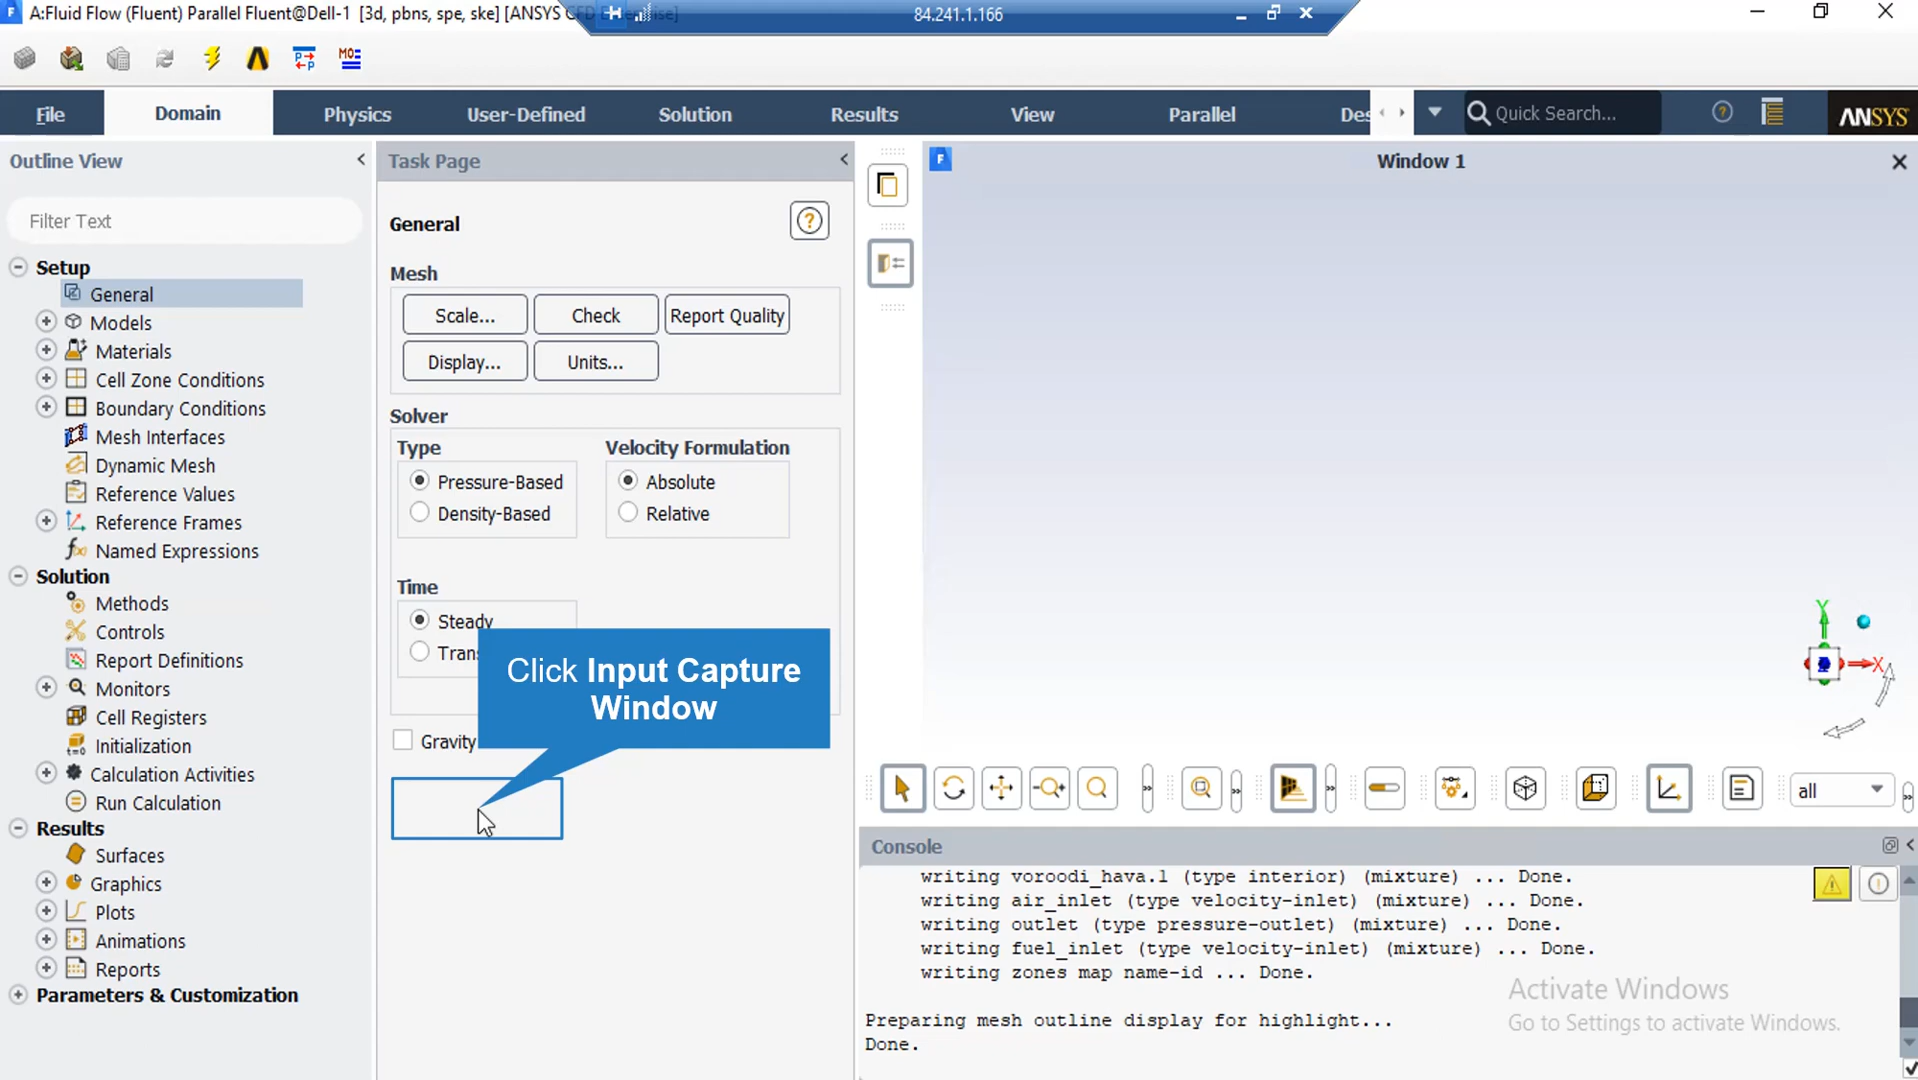 A:Fluid Flow (Fluent) Parallel Fluent@Dell-1 [3d, pbns, spe, ske] [ANSYS CFD
84.241.1.166
File
Domain
Physics
User-Defined
Solution
Results
View
Parallel
Des
Quick Search...
ANSYS
Outline View
Filter Text
Setup
General
Models
Materials
Cell Zone Conditions
Boundary Conditions
Mesh Interfaces
Dynamic Mesh
Reference Values
Reference Frames
Named Expressions
Solution
Methods
Controls
Report Definitions
Monitors
Cell Registers
Initialization
Calculation Activities
Run Calculation
Results
Surfaces
Graphics
Plots
Animations
Reports
Parameters & Customization
Task Page
General
Mesh
Scale...
Check
Report Quality
Display...
Units...
Solver
Type
Velocity Formulation
Pressure-Based
Absolute
Density-Based
Relative
Time
Steady
Trans
Gravity
Click Input Capture
Window
Window 1
Y
X
all
Console
writing voroodi_hava.1 (type interior) (mixture) ... Done.
writing air_inlet (type velocity-inlet) (mixture) ... Done.
writing outlet (type pressure-outlet) (mixture) ... Done.
writing fuel_inlet (type velocity-inlet) (mixture) ... Done.
writing zones map name-id ... Done.
Preparing mesh outline display for highlight...
Done.
Activate Windows
Go to Settings to activate Windows.